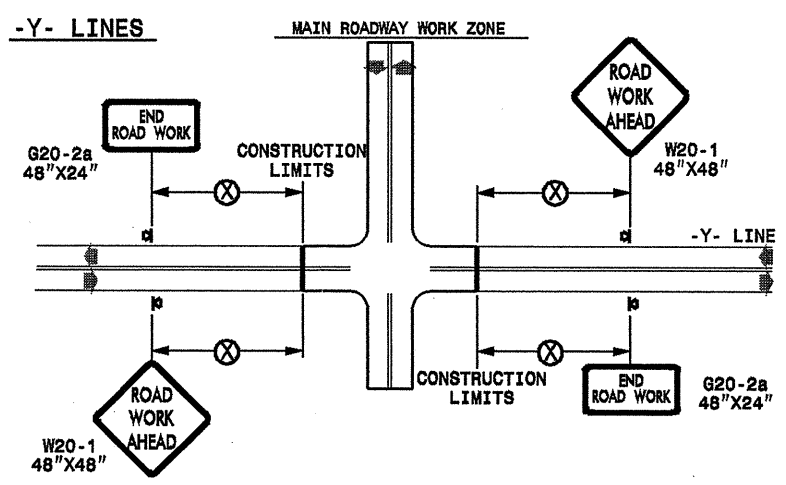 -Y- LINES
MAIN ROADWAY WORK ZONE
END
ROAD WORK
G20-2a
48"X24"
CONSTRUCTION
LIMITS
X
ROAD
WORK
AHEAD
W20-1
48"X48"
X
-Y- LINE
X
ROAD
WORK
AHEAD
W20-1
48"X48"
X
CONSTRUCTION
LIMITS
END
ROAD WORK
G20-2a
48"X24"